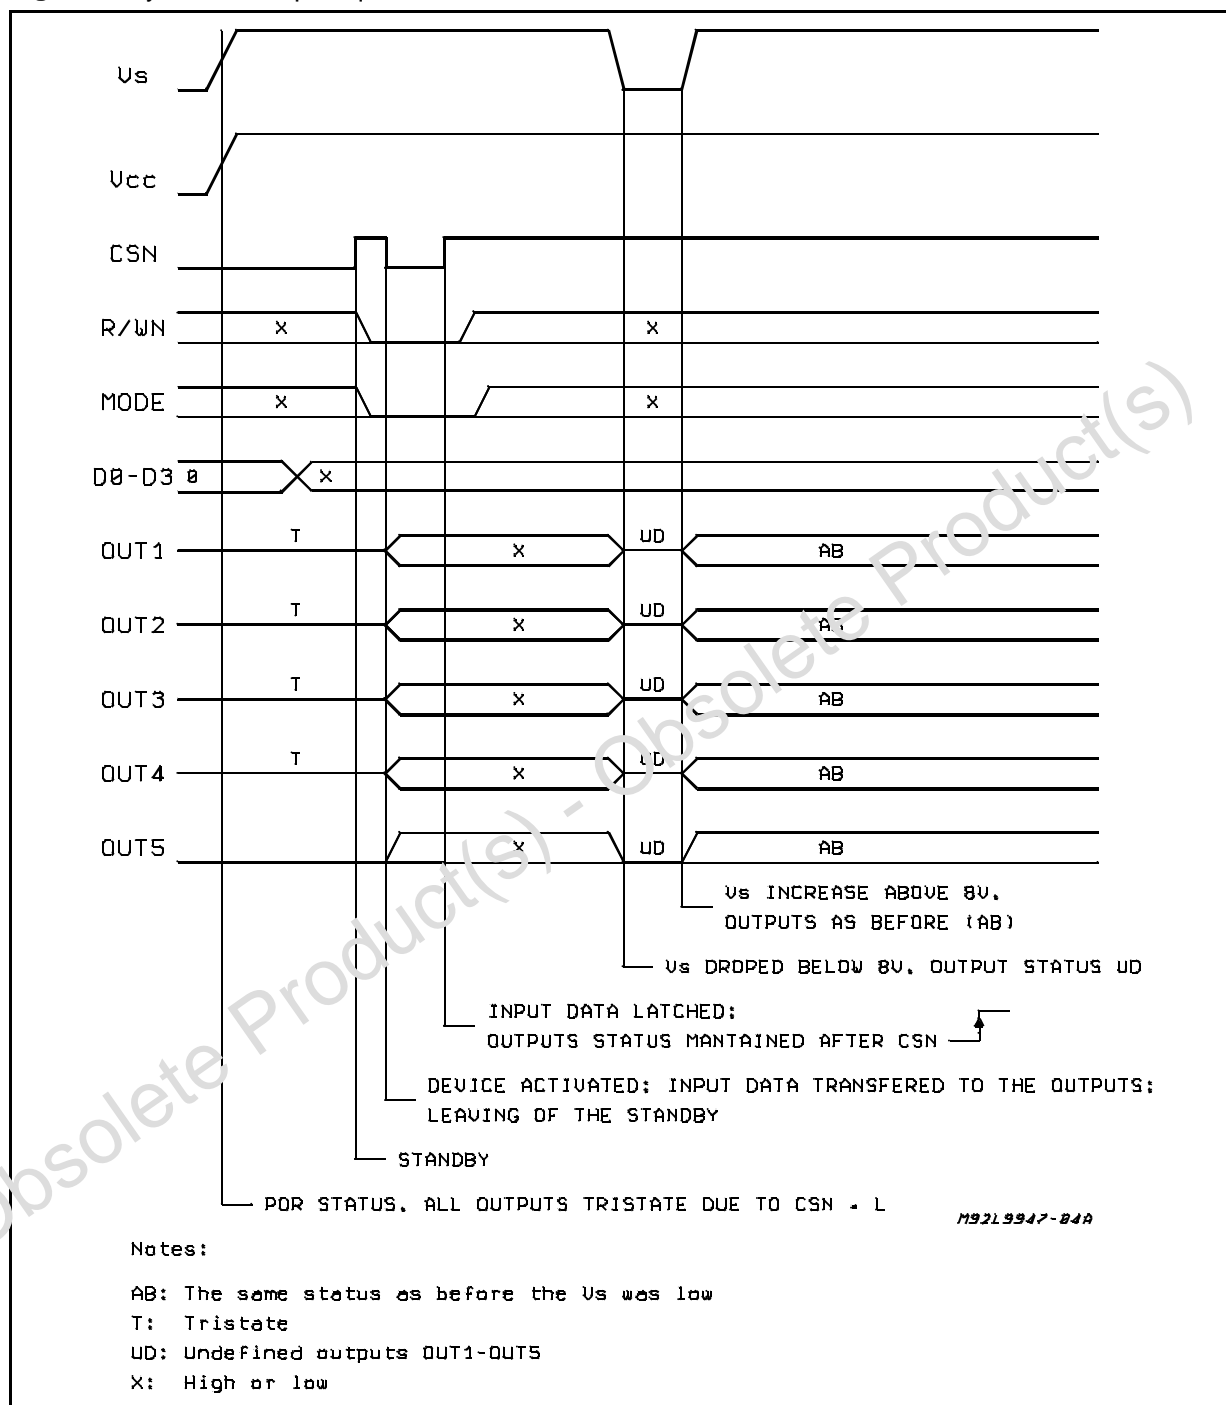 Vs
Vcc
CSN
R/WN X X
MODE X X
D0-D3 0 X
OUT1 T X UD AB
OUT2 T X UD
OUT3 T X UD AB
OUT4 T X UD AB
OUT5 X UD AB
Vs INCREASE ABOVE 8V.
OUTPUTS AS BEFORE (AB)
Vs DROPED BELOW 8V. OUTPUT STATUS UD
INPUT DATA LATCHED:
OUTPUTS STATUS MANTAINED AFTER CSN
DEVICE ACTIVATED: INPUT DATA TRANSFERED TO THE OUTPUTS:
LEAVING OF THE STANDBY
STANDBY
POR STATUS. ALL OUTPUTS TRISTATE DUE TO CSN = L
M92L9947-04A
Notes:
AB: The same status as before the Vs was low
T: Tristate
UD: Undefined outputs OUT1-OUT5
X: High or low
Obsolete Product(s) - Obsolete Product(s)